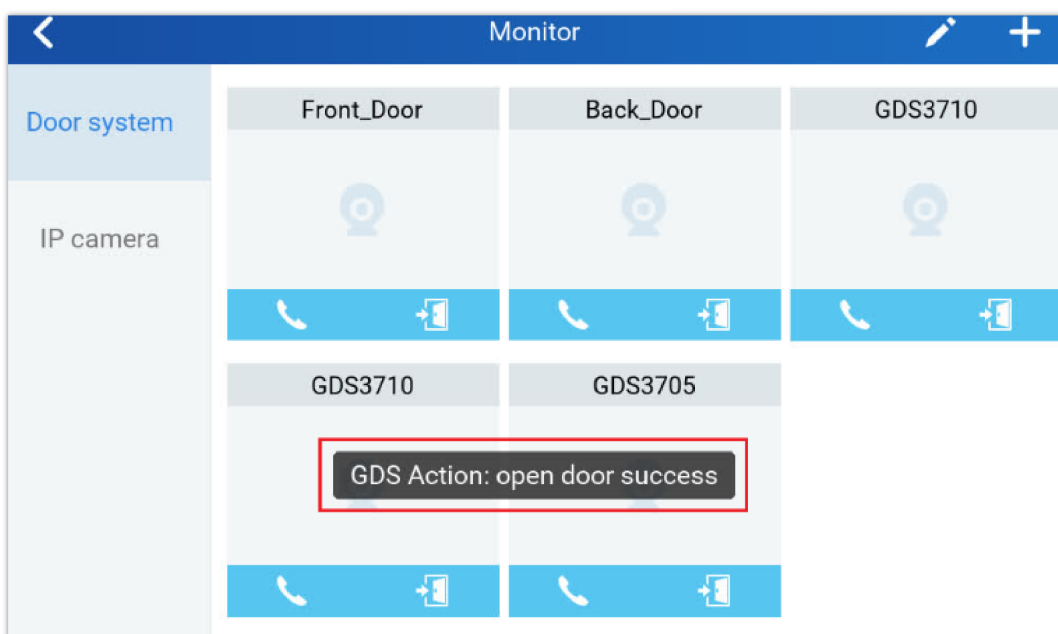 Monitor
Door system
IP camera
Front_Door
Back_Door
GDS3710
GDS3710
GDS3705
GDS Action: open door success